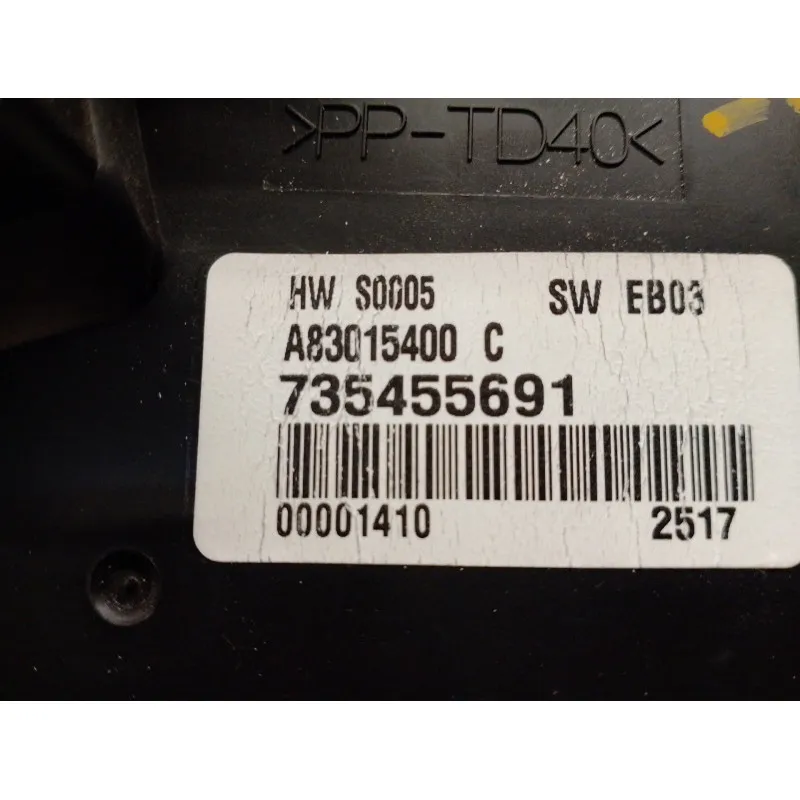 >PP-TD40<
HW S0005 SW EB03
A83015400 C
735455691
00001410 2517